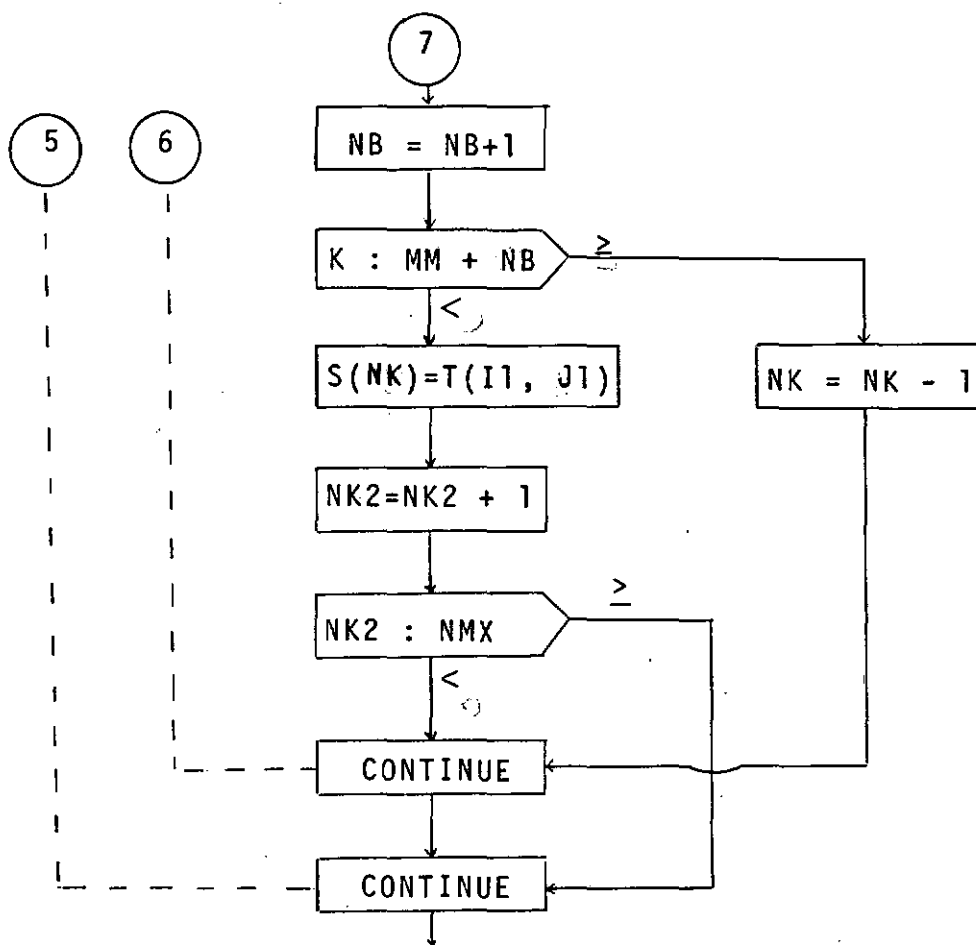 7
5
6
NB = NB+1
K : MM + NB
≥
<
S(NK)=T(I1, J1)
NK = NK - 1
NK2=NK2 + 1
≥
NK2 : NMX
<
CONTINUE
CONTINUE